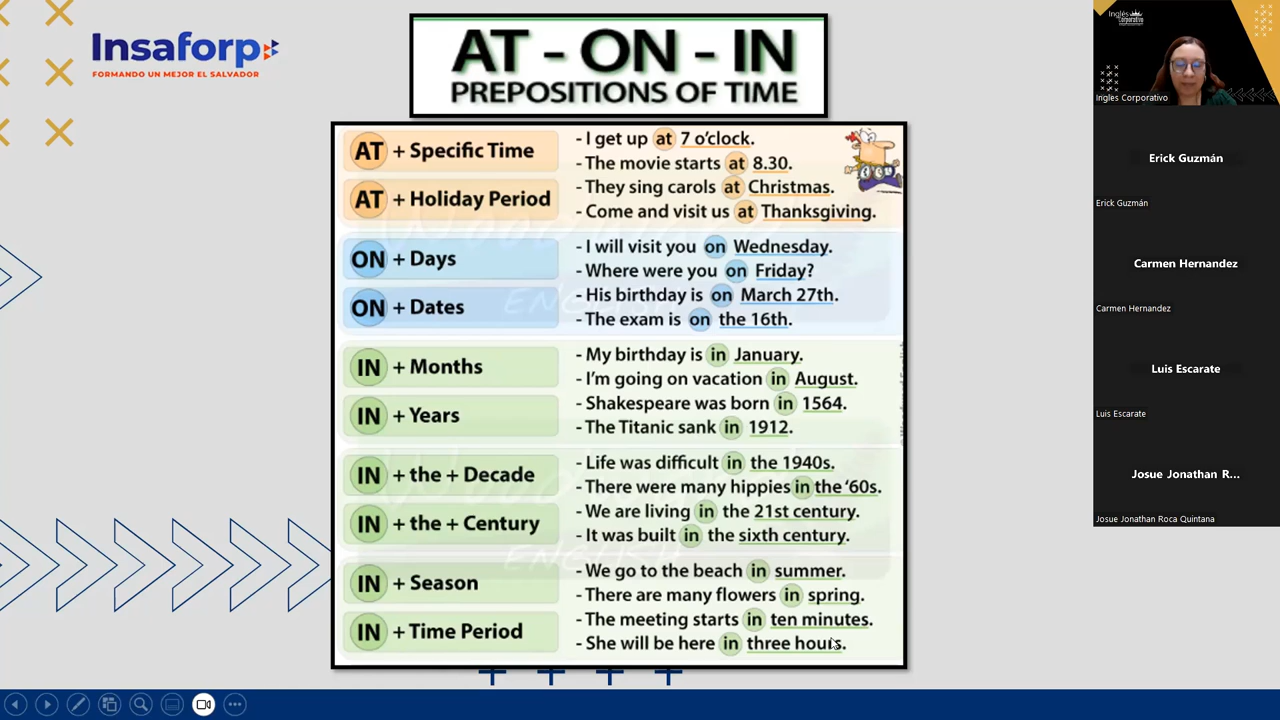 Insaforp
FORMANDO UN MEJOR EL SALVADOR
AT - ON - IN
PREPOSITIONS OF TIME
AT + Specific Time
- I get up at 7 o'clock.
- The movie starts at 8.30.
AT + Holiday Period
- They sing carols at Christmas.
- Come and visit us at Thanksgiving.
ON + Days
- I will visit you on Wednesday.
- Where were you on Friday?
ON + Dates
- His birthday is on March 27th.
- The exam is on the 16th.
IN + Months
- My birthday is in January.
- I'm going on vacation in August.
IN + Years
- Shakespeare was born in 1564.
- The Titanic sank in 1912.
IN + the + Decade
- Life was difficult in the 1940s.
- There were many hippies in the '60s.
IN + the + Century
- We are living in the 21st century.
- It was built in the sixth century.
IN + Season
- We go to the beach in summer.
- There are many flowers in spring.
IN + Time Period
- The meeting starts in ten minutes.
- She will be here in three hours.
ENGLISH
ENGLISH
Inglés
Corporativo
Ingles Corporativo
Erick Guzmán
Erick Guzmán
Carmen Hernandez
Carmen Hernandez
Luis Escarate
Luis Escarate
Josue Jonathan R...
Josue Jonathan Roca Quintana